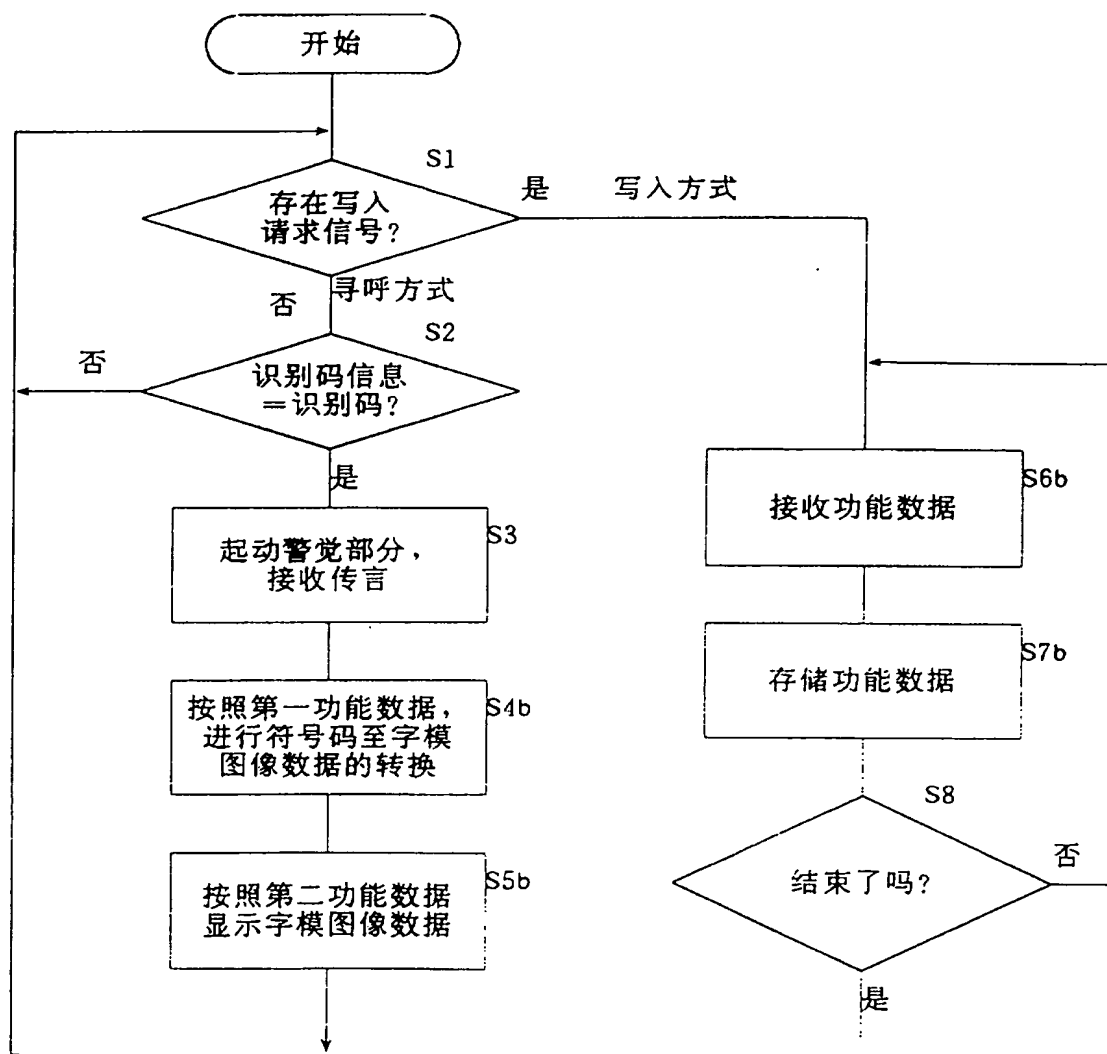 开始
S1
存在写入
请求信号?
是
写入方式
否
寻呼方式
S2
否
识别码信息
=识别码?
是
S3
起动警觉部分,
接收传言
S4b
按照第一功能数据,
进行符号码至字模
图像数据的转换
S5b
按照第二功能数据
显示字模图像数据
S6b
接收功能数据
S7b
存储功能数据
S8
结束了吗?
否
是